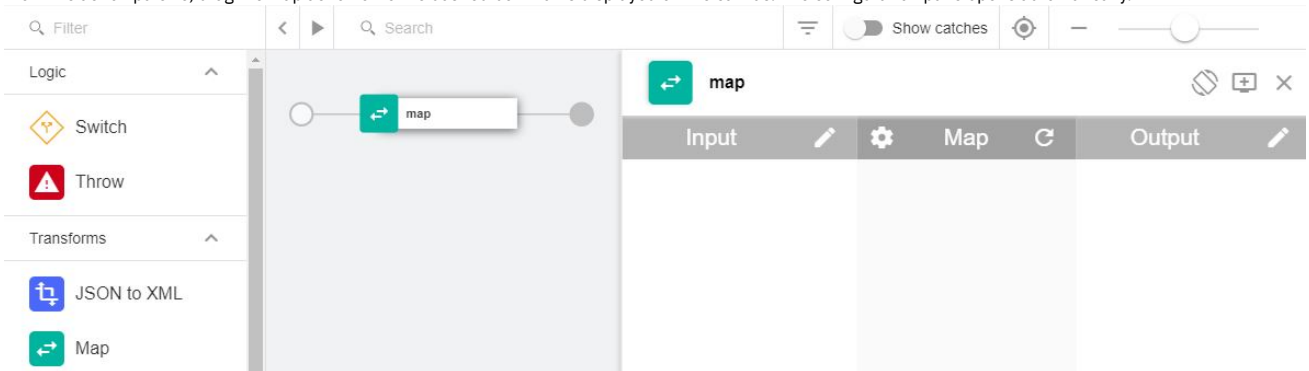 Filter
Search
Show catches
Logic
map
map
Switch
Input
Map
Output
Throw
Transforms
JSON to XML
Map